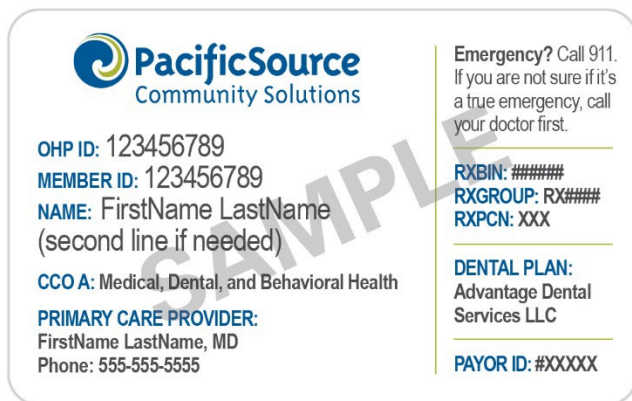 PacificSource
Community Solutions
OHP ID: 123456789
MEMBER ID: 123456789
NAME: FirstName LastName
(second line if needed)
CCO A: Medical, Dental, and Behavioral Health
PRIMARY CARE PROVIDER:
FirstName LastName, MD
Phone: 555-555-5555
Emergency? Call 911.
If you are not sure if it's
a true emergency, call
your doctor first.
RXBIN: ######
RXGROUP: RX####
RXPCN: XXX
DENTAL PLAN:
Advantage Dental
Services LLC
PAYOR ID: #XXXXX
SAMPLE